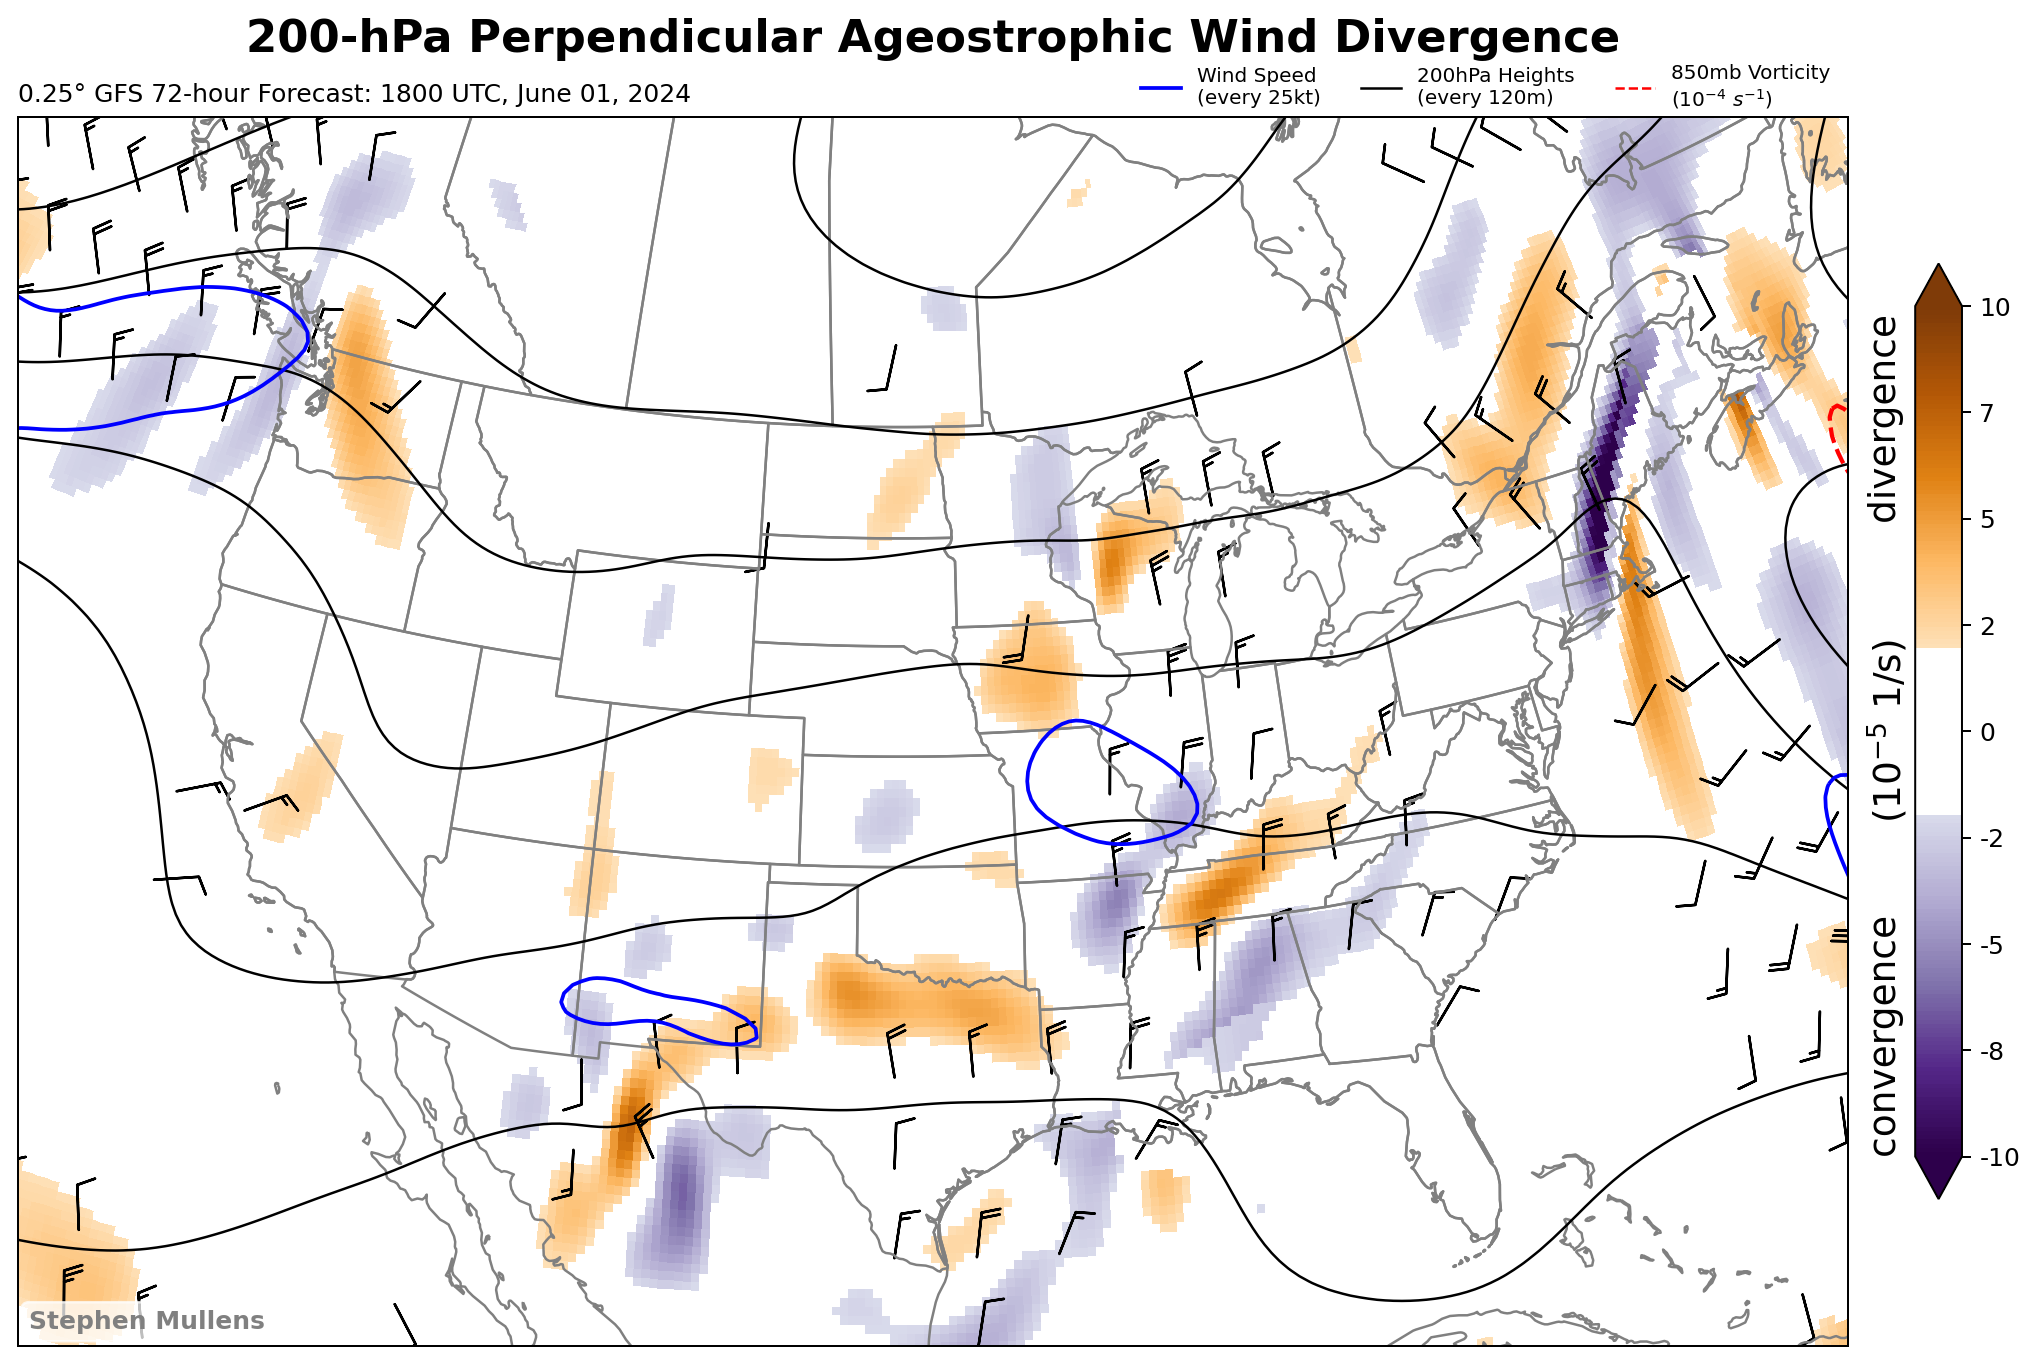 200-hPa Perpendicular Ageostrophic Wind Divergence
0.25° GFS 72-hour Forecast: 1800 UTC, June 01, 2024
Wind Speed
(every 25kt)
200hPa Heights
(every 120m)
850mb Vorticity
(10⁻⁴ s⁻¹)
10
7
5
2
0
-2
-5
-8
-10
convergence (10⁻⁵ 1/s) divergence
Stephen Mullens